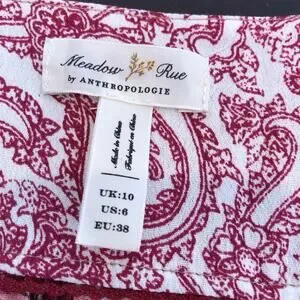 Meadow Rue
by ANTHROPOLOGIE
Made in China
Fabriqué en Chine
UK:10
US:6
EU:38